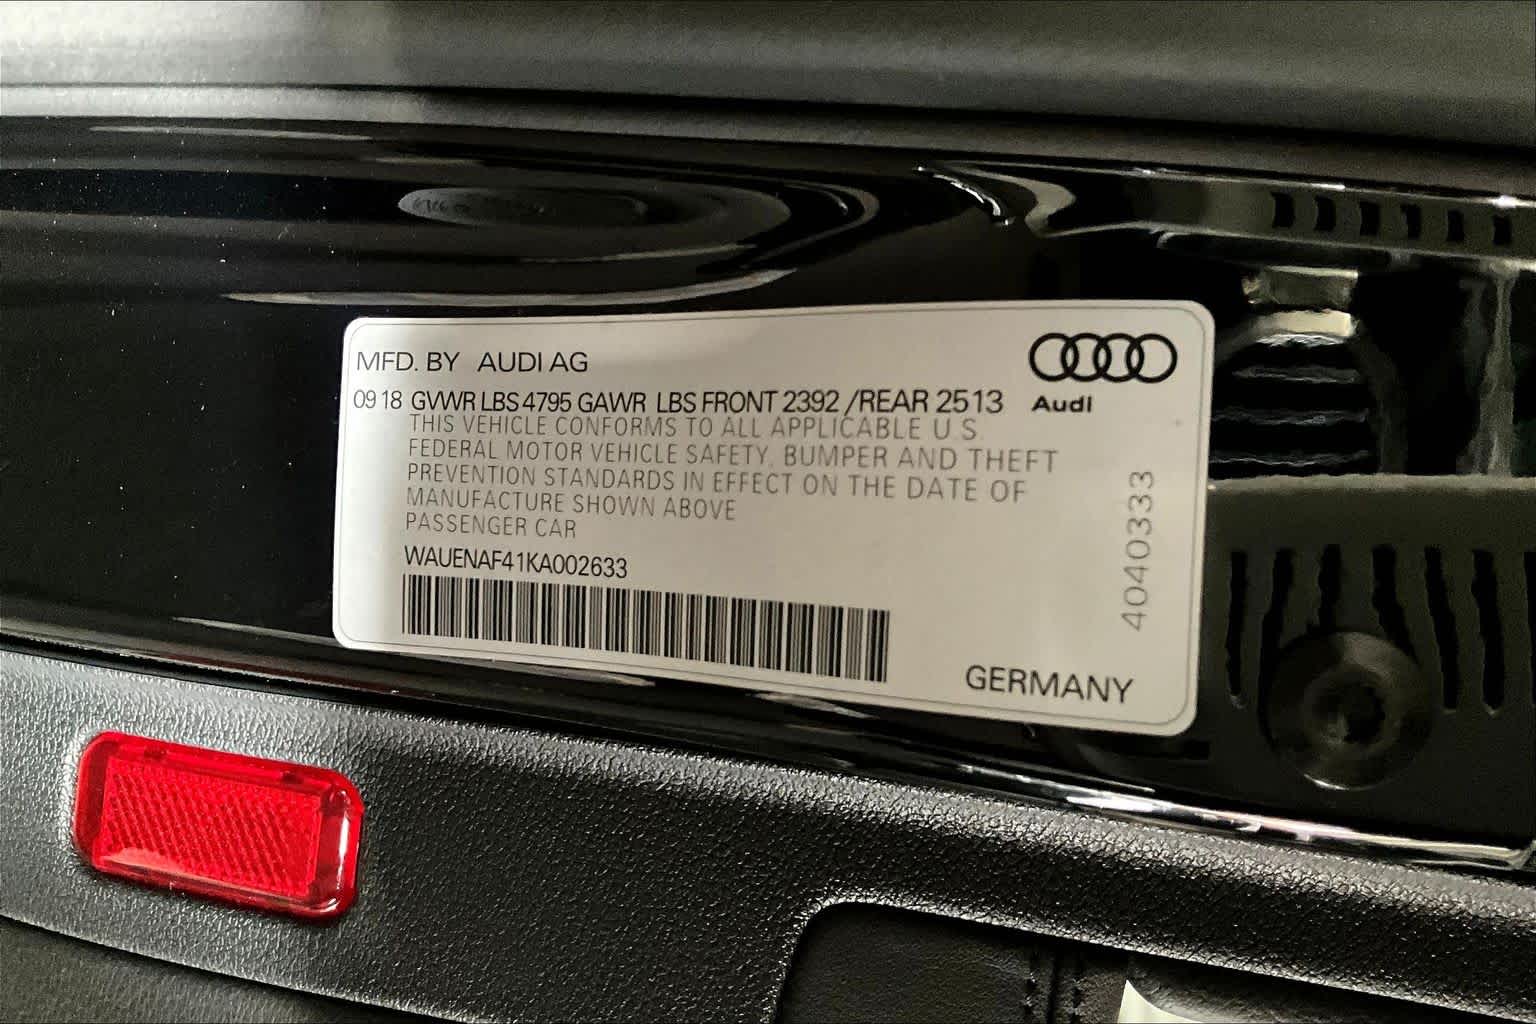 MFD. BY AUDI AG
09 18 GVWR LBS 4795 GAWR LBS FRONT 2392 /REAR 2513
Audi
THIS VEHICLE CONFORMS TO ALL APPLICABLE U.S.
FEDERAL MOTOR VEHICLE SAFETY, BUMPER AND THEFT
PREVENTION STANDARDS IN EFFECT ON THE DATE OF
MANUFACTURE SHOWN ABOVE
PASSENGER CAR
WAUENAF41KA002633
4040333
GERMANY